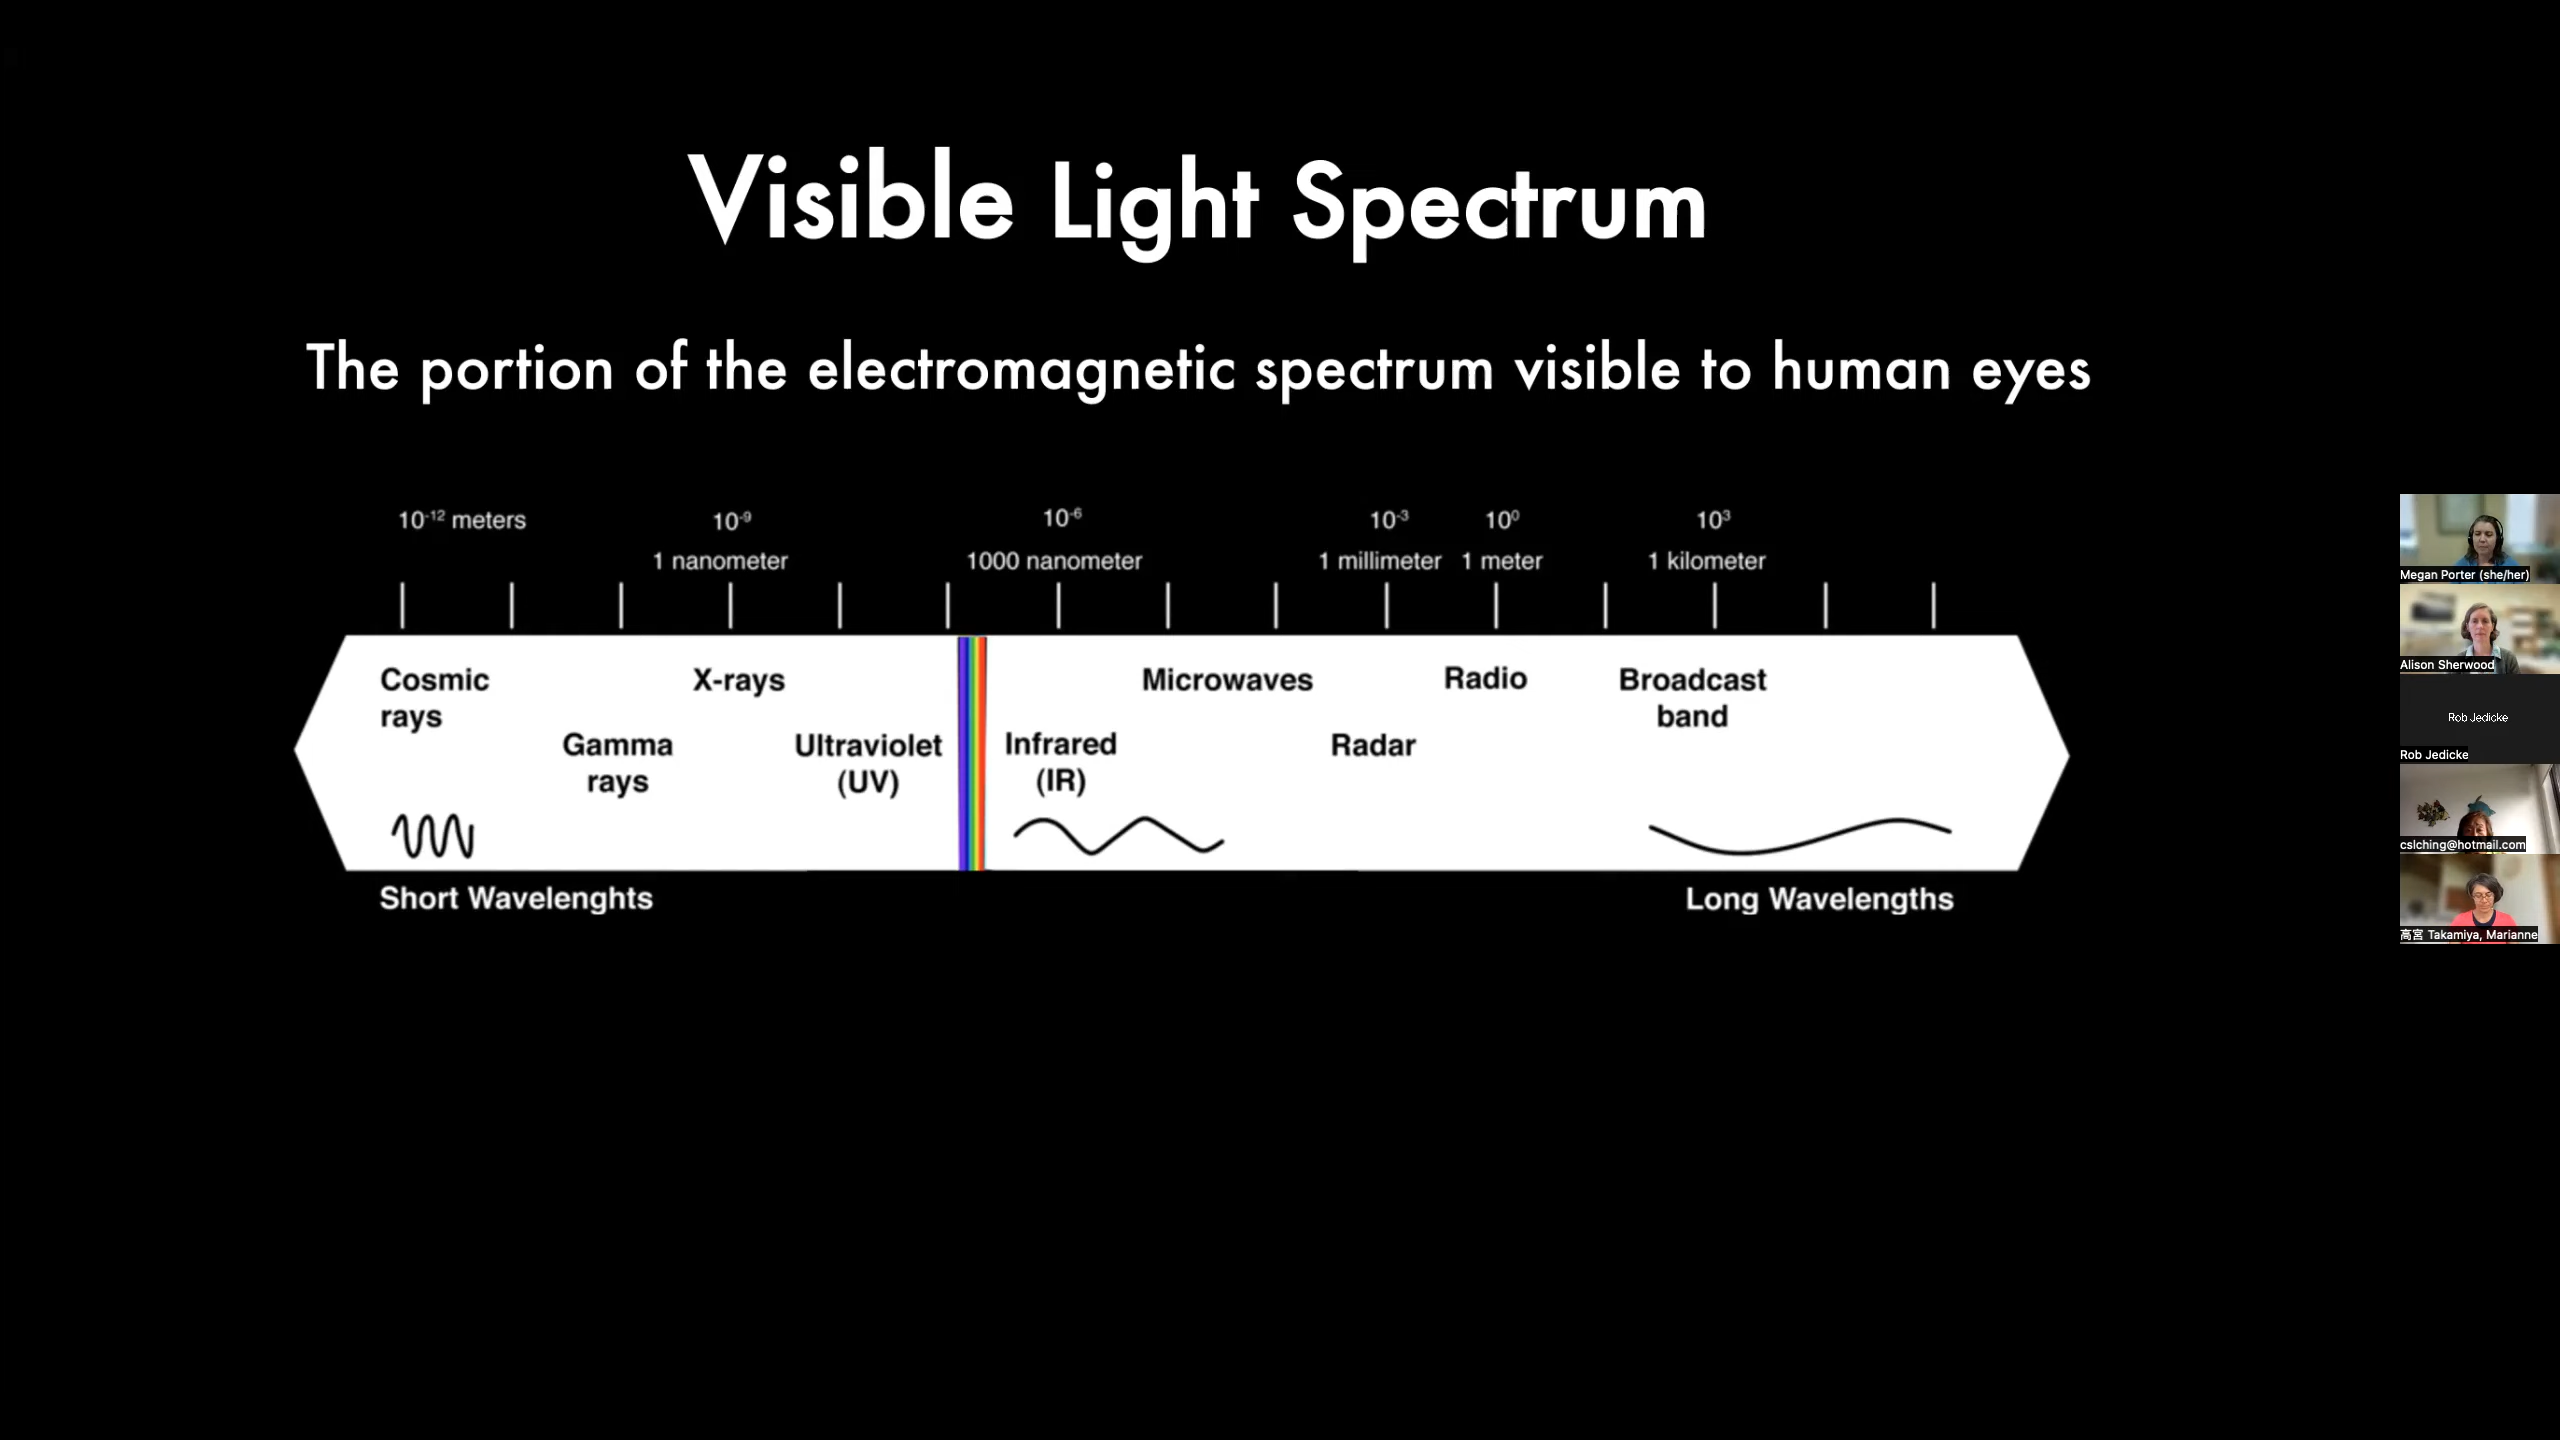 Visible Light Spectrum
The portion of the electromagnetic spectrum visible to human eyes
10⁻¹² meters 10⁻⁹ 10⁻⁶ 10⁻³ 10⁰ 10³
1 nanometer 1000 nanometer 1 millimeter 1 meter 1 kilometer
Cosmic
rays
Gamma
rays
X-rays
Ultraviolet
(UV)
Infrared
(IR)
Microwaves
Radar
Radio
Broadcast
band
Short Wavelenghts
Long Wavelengths
Megan Porter (she/her)
Alison Sherwood
Rob Jedicke
Rob Jedicke
cslching@hotmail.com
高宮 Takamiya, Marianne